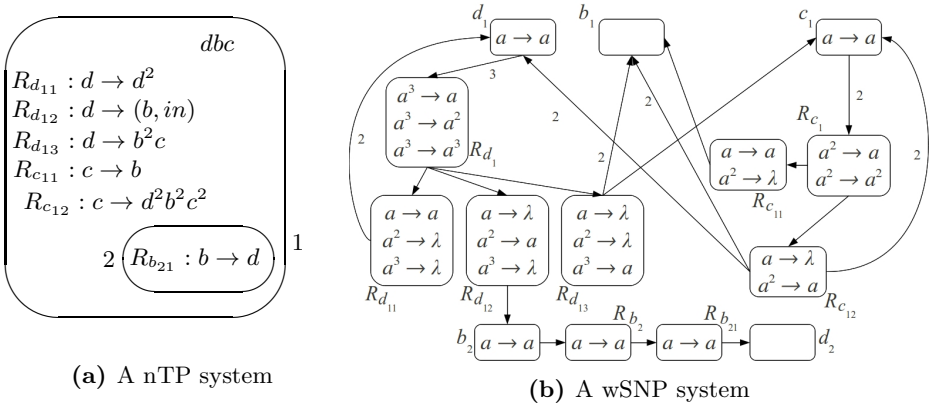 dbc
R_{d_{11}} : d → d^2
R_{d_{12}} : d → (b, in)
R_{d_{13}} : d → b^2c
R_{c_{11}} : c → b
R_{c_{12}} : c → d^2b^2c^2
2
R_{b_{21}} : b → d
1
(a) A nTP system
d_1
a → a
b_1
c_1
a → a
3
2
2
2
2
2
2
a^3 → a
a^3 → a^2
a^3 → a^3
R_{d_1}
R_{c_1}
a^2 → a
a^2 → a^2
a → a
a^2 → λ
R_{c_{11}}
a → a
a^2 → λ
a^3 → λ
R_{d_{11}}
a → λ
a^2 → a
a^3 → λ
R_{d_{12}}
a → λ
a^2 → λ
a^3 → a
R_{d_{13}}
a → λ
a^2 → a
R_{c_{12}}
b_2
a → a
R_{b_2}
a → a
R_{b_{21}}
a → a
d_2
(b) A wSNP system